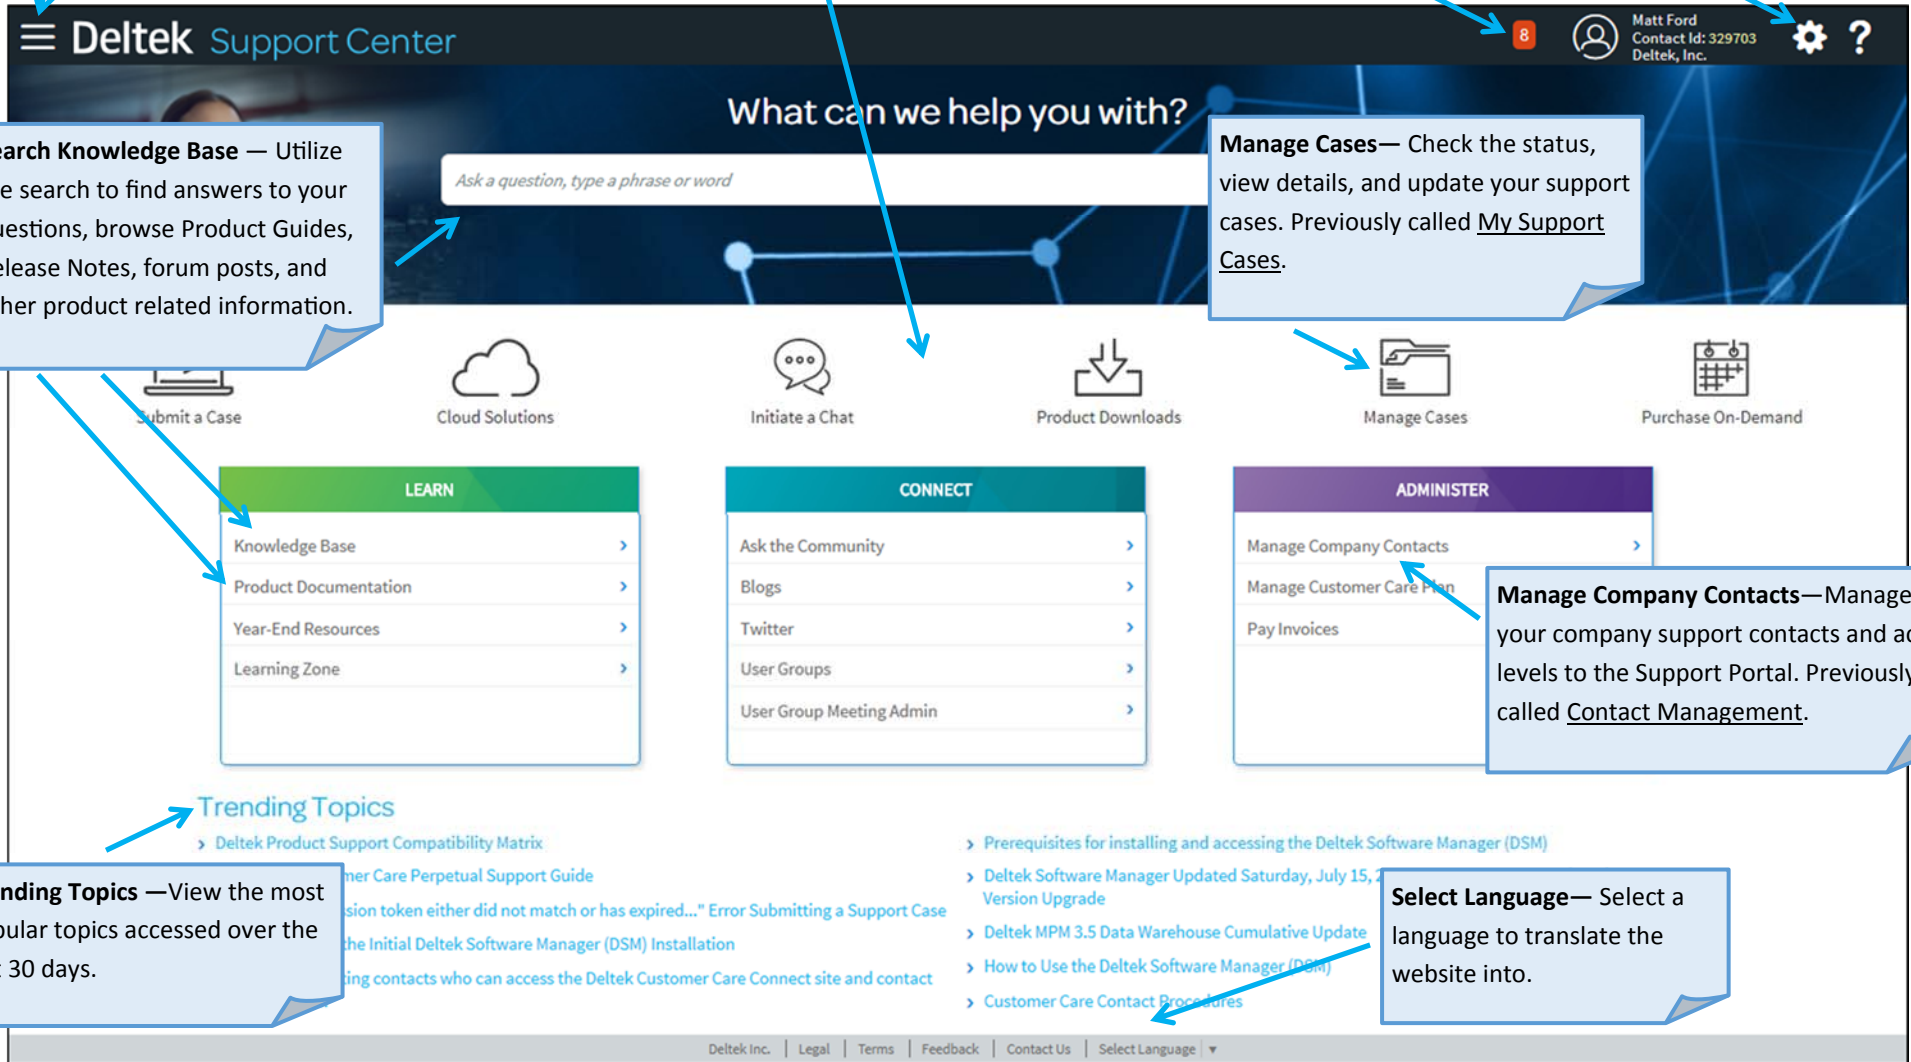 Deltek Support Center
8
Matt Ford
Contact Id: 329703
Deltek, Inc.
?
What can we help you with?
Ask a question, type a phrase or word
Search Knowledge Base — Utilize
search to find answers to your
browse Product Guides,
Notes, forum posts, and
product related information.
Manage Cases— Check the status,
view details, and update your support
cases. Previously called My Support
Cases.
Submit a Case
Cloud Solutions
Initiate a Chat
Product Downloads
Manage Cases
Purchase On-Demand
LEARN
Knowledge Base
Product Documentation
Year-End Resources
Learning Zone
CONNECT
Ask the Community
Blogs
Twitter
User Groups
User Group Meeting Admin
ADMINISTER
Manage Company Contacts
Manage Customer Care Plan
Pay Invoices
Manage Company Contacts—Manage
your company support contacts and
levels to the Support Portal. Previously
called Contact Management.
Trending Topics
Deltek Product Support Compatibility Matrix
Care Perpetual Support Guide
token either did not match or has expired..." Error Submitting a Support Case
the Initial Deltek Software Manager (DSM) Installation
contacts who can access the Deltek Customer Care Connect site and contact
Prerequisites for installing and accessing the Deltek Software Manager (DSM)
Deltek Software Manager Updated Saturday, July 15,
Version Upgrade
Deltek MPM 3.5 Data Warehouse Cumulative Update
How to Use the Deltek Software Manager (DSM)
Customer Care Contact Procedures
Topics —View the most
topics accessed over the
30 days.
Select Language— Select a
language to translate the
website into.
Deltek Inc. | Legal | Terms | Feedback | Contact Us | Select Language | ▼